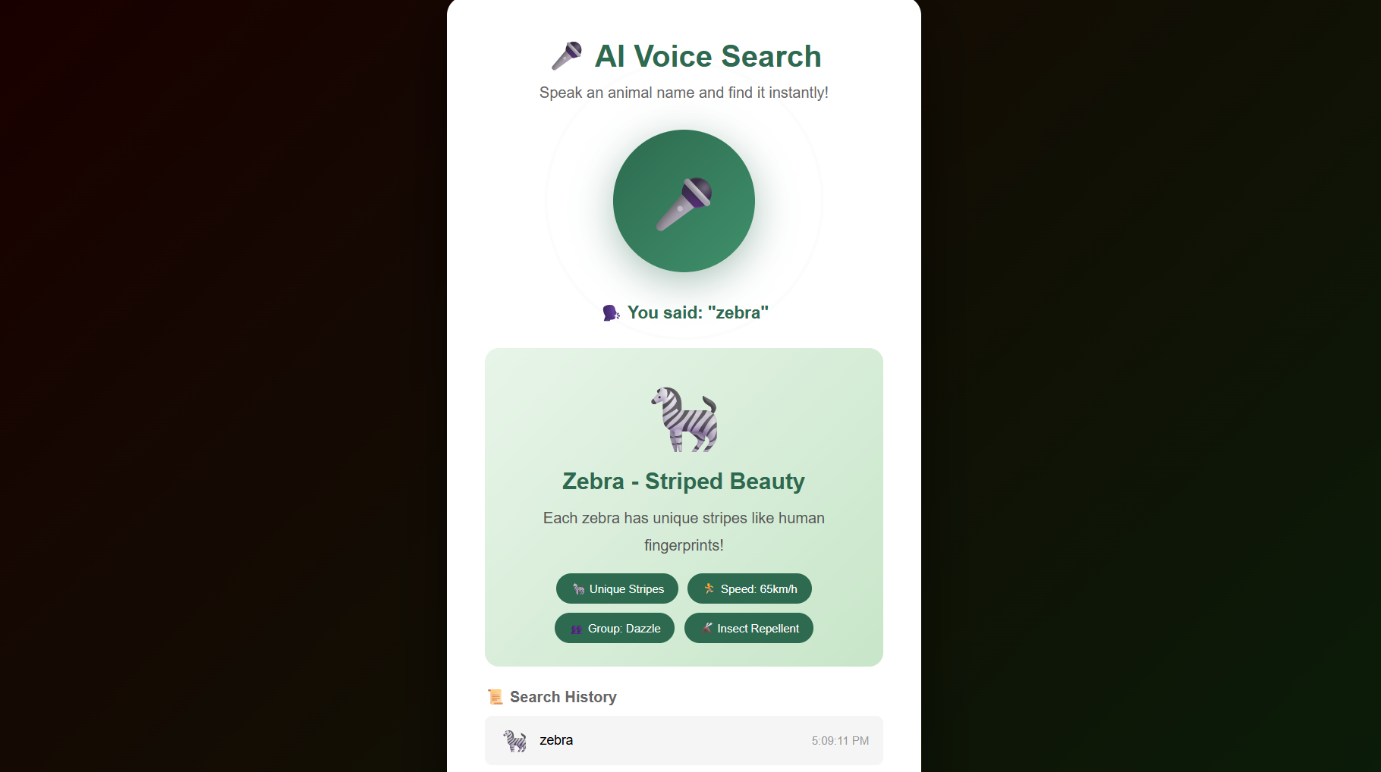 AI Voice Search
Speak an animal name and find it instantly!
You said: "zebra"
Zebra - Striped Beauty
Each zebra has unique stripes like human
fingerprints!
Unique Stripes
Speed: 65km/h
Group: Dazzle
Insect Repellent
Search History
zebra
5:09:11 PM